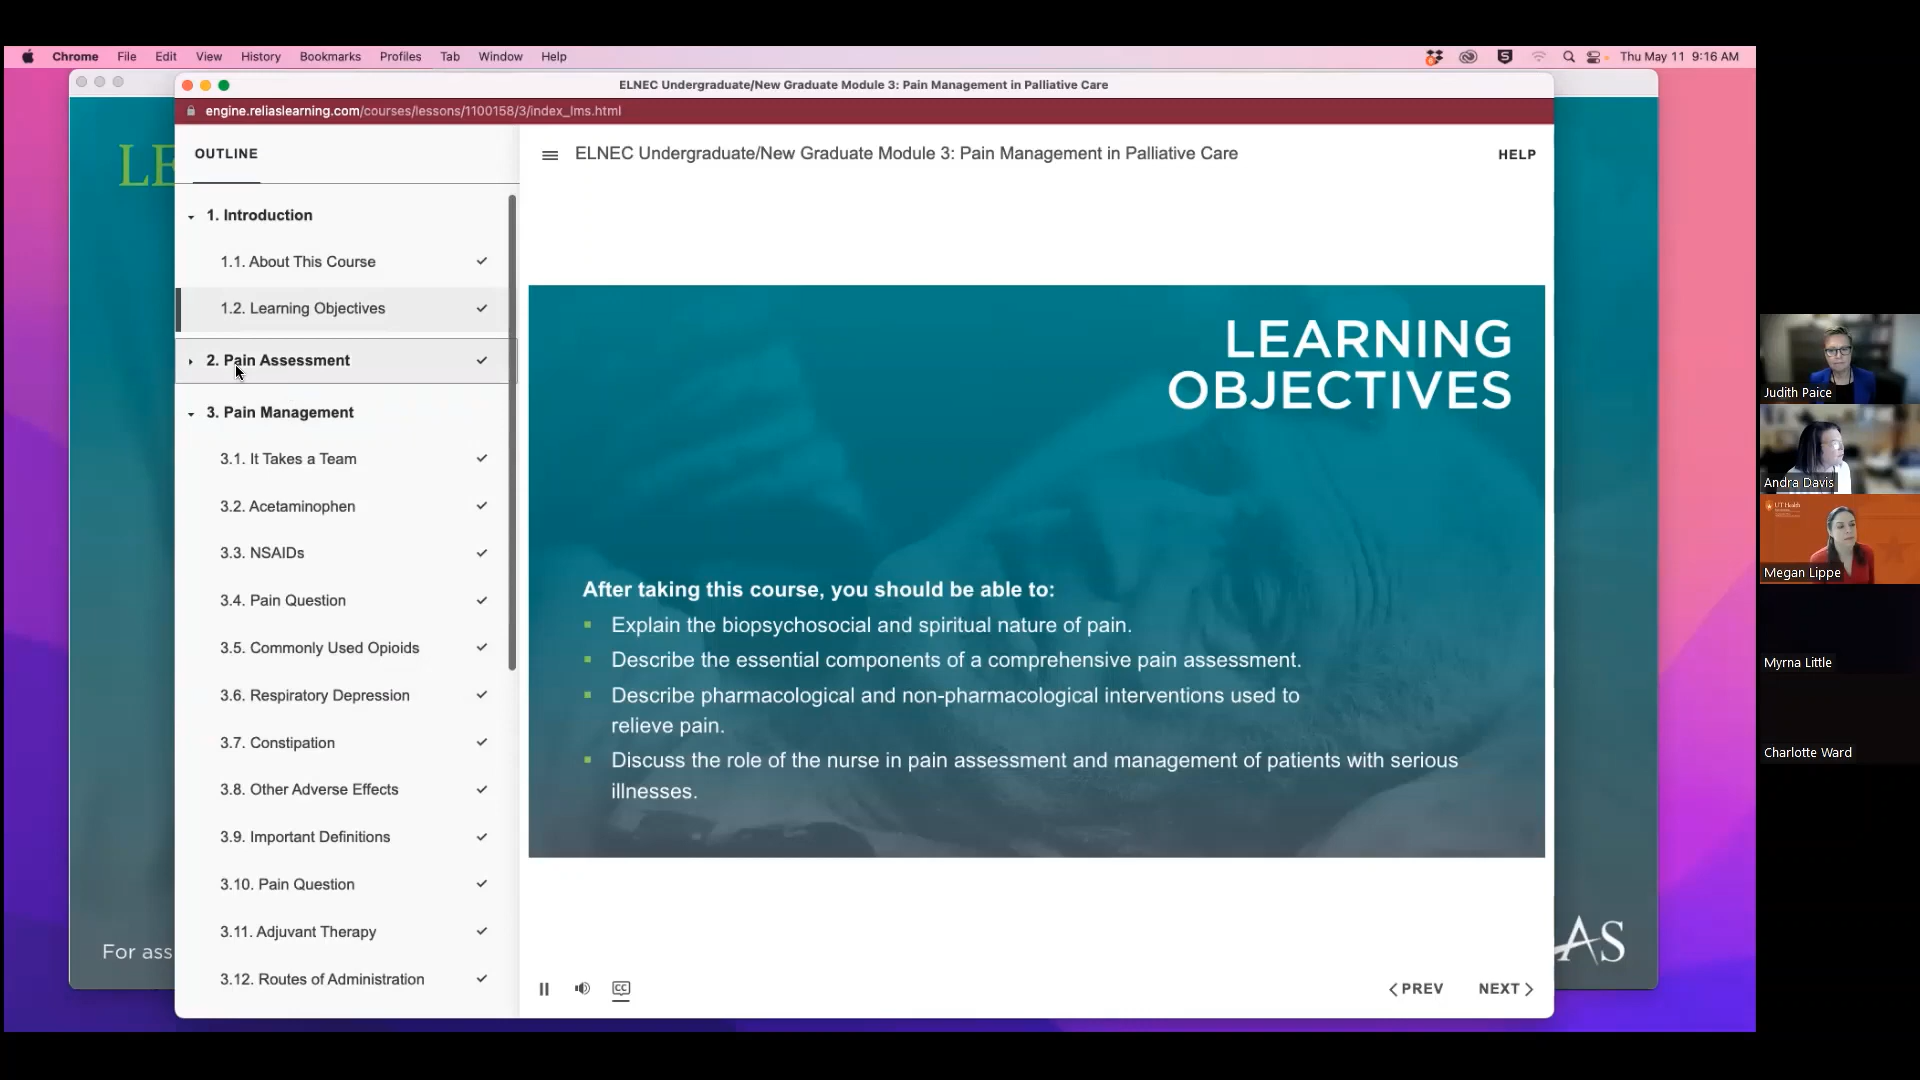 Chrome File Edit View History Bookmarks Profiles Tab Window Help
Thu May 11 9:16 AM
ELNEC Undergraduate/New Graduate Module 3: Pain Management in Palliative Care
engine.reliaslearning.com/courses/lessons/1100158/3/index_lms.html
LE
OUTLINE
1. Introduction
1.1. About This Course
1.2. Learning Objectives
2. Pain Assessment
3. Pain Management
3.1. It Takes a Team
3.2. Acetaminophen
3.3. NSAIDs
3.4. Pain Question
3.5. Commonly Used Opioids
3.6. Respiratory Depression
3.7. Constipation
3.8. Other Adverse Effects
3.9. Important Definitions
3.10. Pain Question
3.11. Adjuvant Therapy
3.12. Routes of Administration
ELNEC Undergraduate/New Graduate Module 3: Pain Management in Palliative Care
HELP
LEARNING
OBJECTIVES
After taking this course, you should be able to:
Explain the biopsychosocial and spiritual nature of pain.
Describe the essential components of a comprehensive pain assessment.
Describe pharmacological and non-pharmacological interventions used to
relieve pain.
Discuss the role of the nurse in pain assessment and management of patients with serious
illnesses.
CC
PREV
NEXT
For ass
AS
Judith Paice
Andra Davis
UT Health
Megan Lippe
Myrna Little
Charlotte Ward